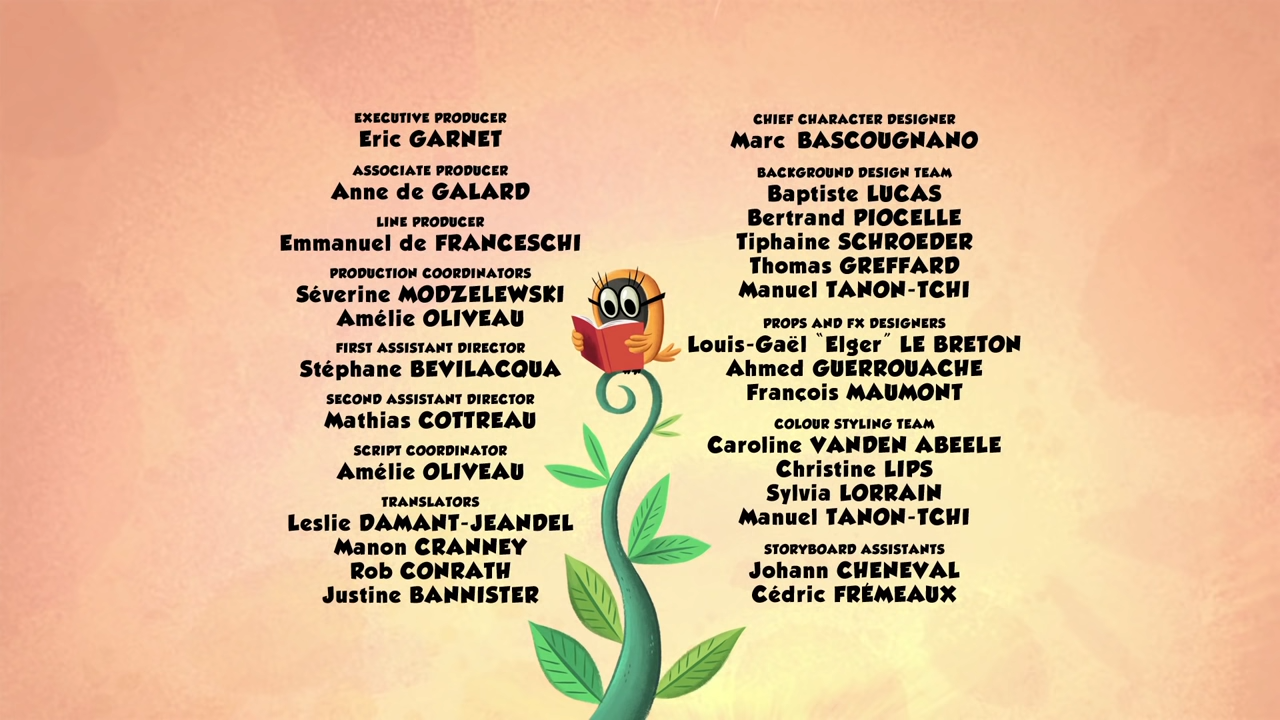 EXECUTIVE PRODUCER
Eric GARNET
ASSOCIATE PRODUCER
Anne de GALARD
LINE PRODUCER
Emmanuel de FRANCESCHI
PRODUCTION COORDINATORS
Séverine MODZELEWSKI
Amélie OLIVEAU
FIRST ASSISTANT DIRECTOR
Stéphane BEVILACQUA
SECOND ASSISTANT DIRECTOR
Mathias COTTREAU
SCRIPT COORDINATOR
Amélie OLIVEAU
TRANSLATORS
Leslie DAMANT-JEANDEL
Manon CRANNEY
Rob CONRATH
Justine BANNISTER
CHIEF CHARACTER DESIGNER
Marc BASCOUGNANO
BACKGROUND DESIGN TEAM
Baptiste LUCAS
Bertrand PIOCELLE
Tiphaine SCHROEDER
Thomas GREFFARD
Manuel TANON-TCHI
PROPS AND FX DESIGNERS
Louis-Gaël "Elger" LE BRETON
Ahmed GUERROUACHE
François MAUMONT
COLOUR STYLING TEAM
Caroline VANDEN ABEELE
Christine LIPS
Sylvia LORRAIN
Manuel TANON-TCHI
STORYBOARD ASSISTANTS
Johann CHENEVAL
Cédric FRÉMEAUX